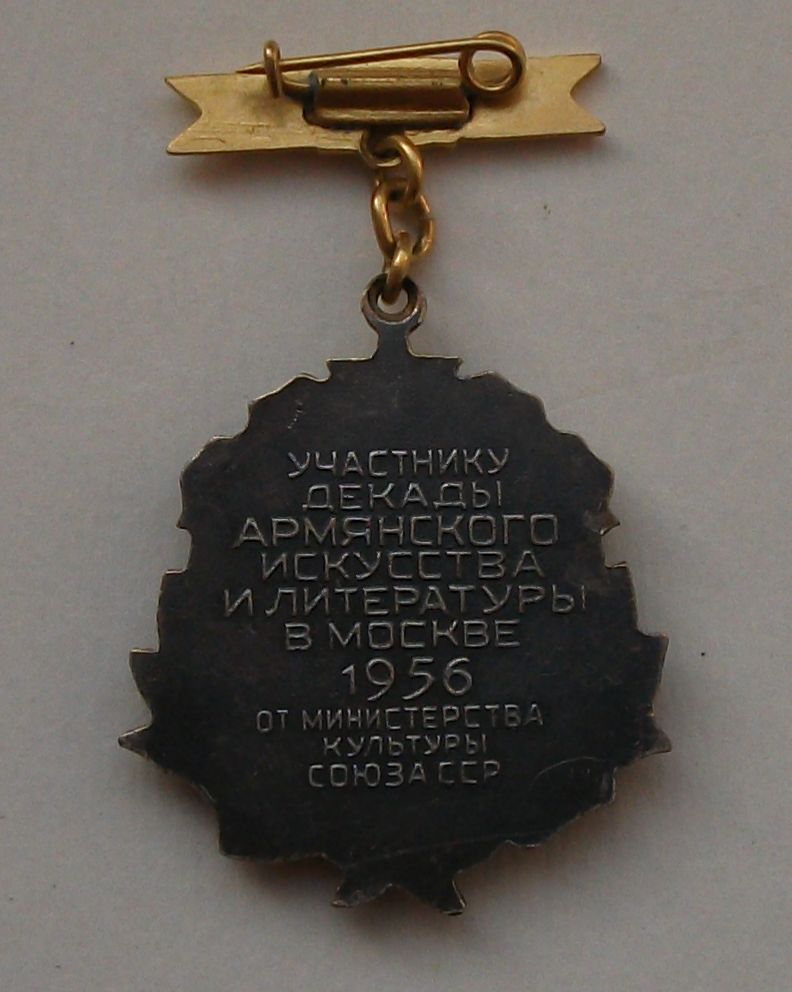 УЧАСТНИКУ
ДЕКАДЫ
АРМЯНСКОГО
ИСКУССТВА
И ЛИТЕРАТУРЫ
В МОСКВЕ
1956
ОТ МИНИСТЕРСТВА
КУЛЬТУРЫ
СОЮЗА ССР